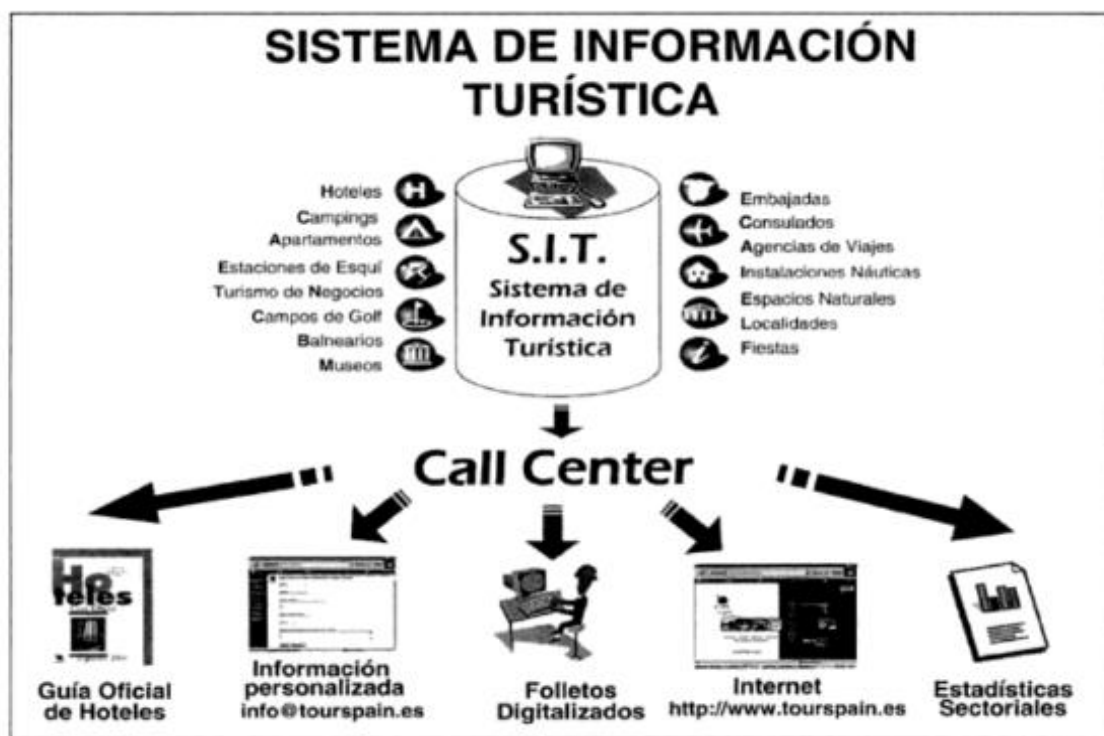 SISTEMA DE INFORMACIÓN
TURÍSTICA
Hoteles
Campings
Apartamentos
Estaciones de Esquí
Turismo de Negocios
Campos de Golf
Balnearios
Museos
S.I.T.
Sistema de
Información
Turística
Embajadas
Consulados
Agencias de Viajes
Instalaciones Náuticas
Espacios Naturales
Localidades
Fiestas
Call Center
Ho
teles
Guía Oficial
de Hoteles
Información
personalizada
info@tourspain.es
Folletos
Digitalizados
Internet
http://www.tourspain.es
Estadísticas
Sectoriales